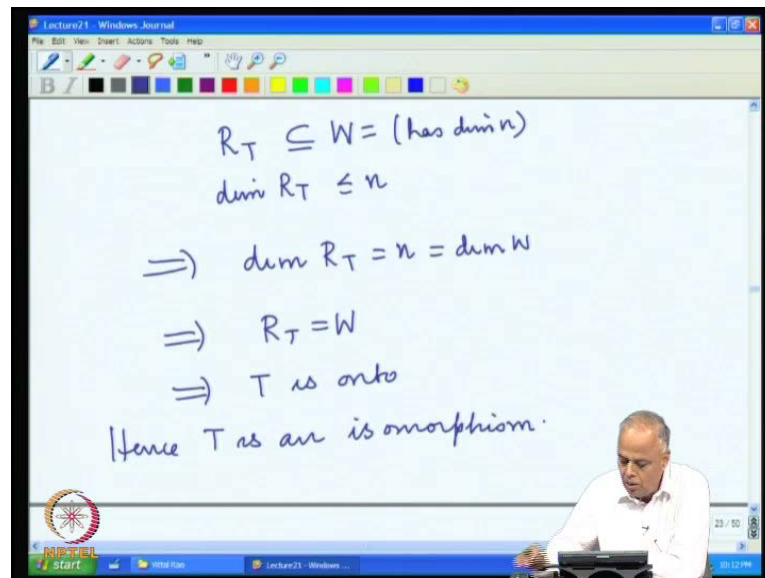 Lecture21 - Windows Journal
File Edit View Insert Actions Tools Help
B I
R_T ⊆ W = (has dim n)
dim R_T ≤ n
⟹ dim R_T = n = dim W
⟹ R_T = W
⟹ T is onto
Hence T is an isomorphism.
23 / 50
NPTEL
start Vittal Rao Lecture21 - Windows ... 10:12 PM